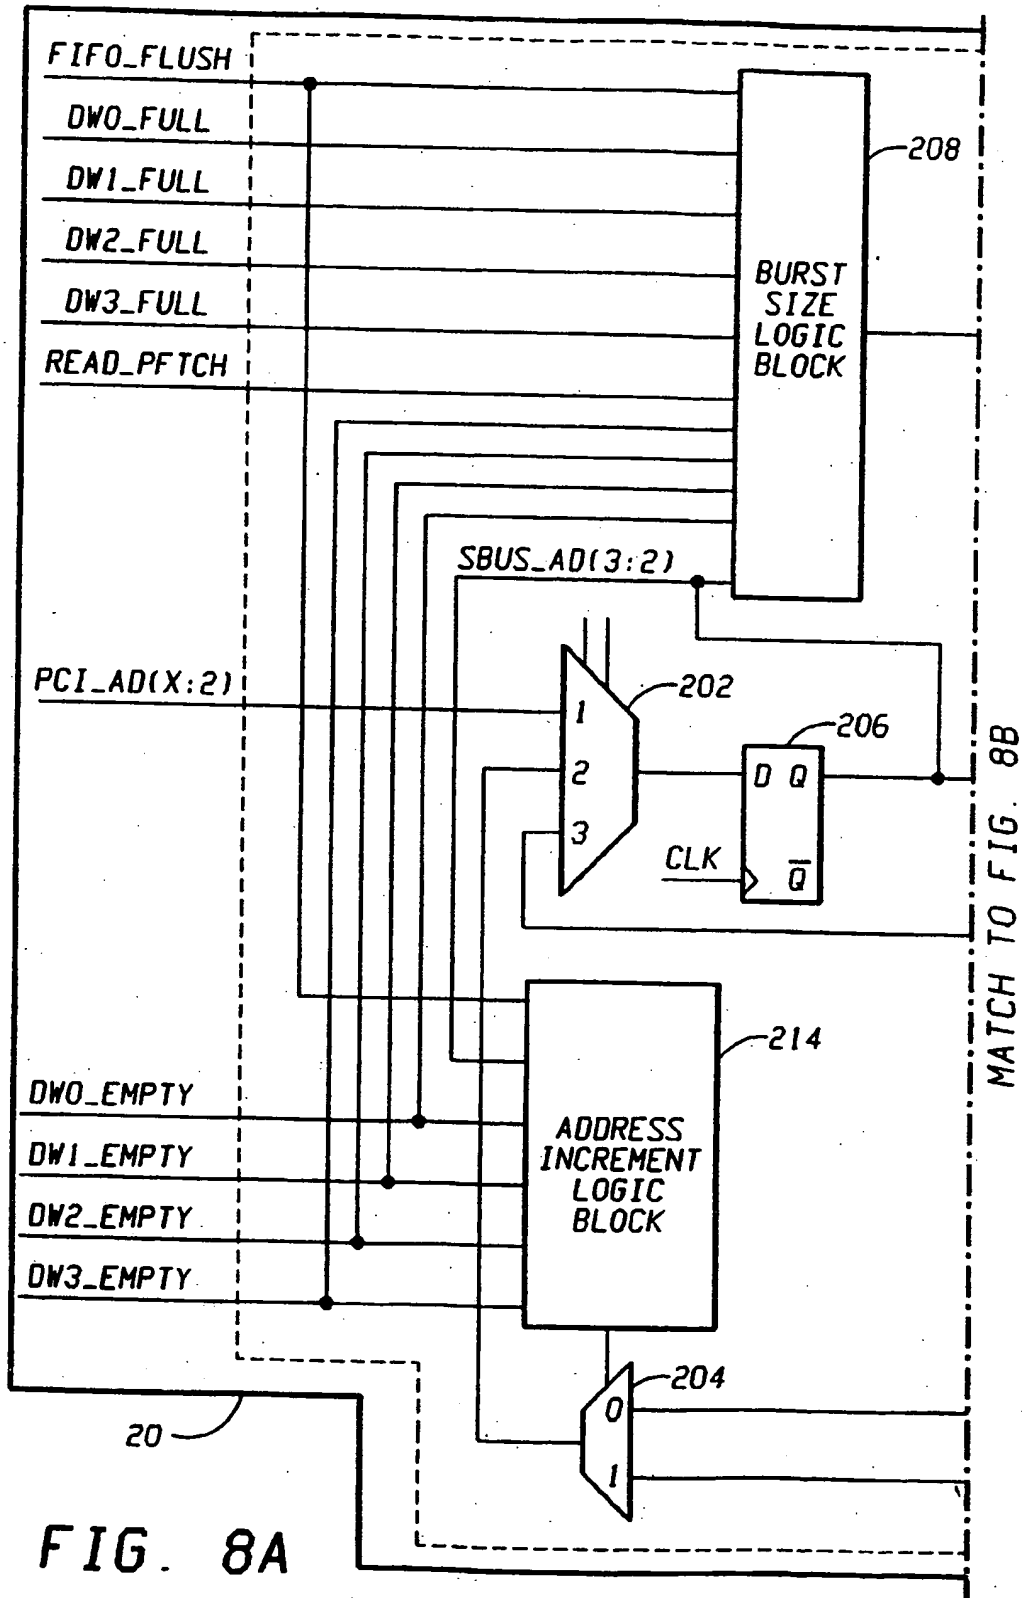 FIFO_FLUSH
DW0_FULL
DW1_FULL
DW2_FULL
DW3_FULL
READ_PFTCH
208
BURST
SIZE
LOGIC
BLOCK
SBUS_AD(3:2)
PCI_AD(X:2)
202
1
2
3
206
D Q
CLK
Q̅
MATCH TO FIG. 8B
214
ADDRESS
INCREMENT
LOGIC
BLOCK
DW0_EMPTY
DW1_EMPTY
DW2_EMPTY
DW3_EMPTY
204
0
1
20
FIG. 8A